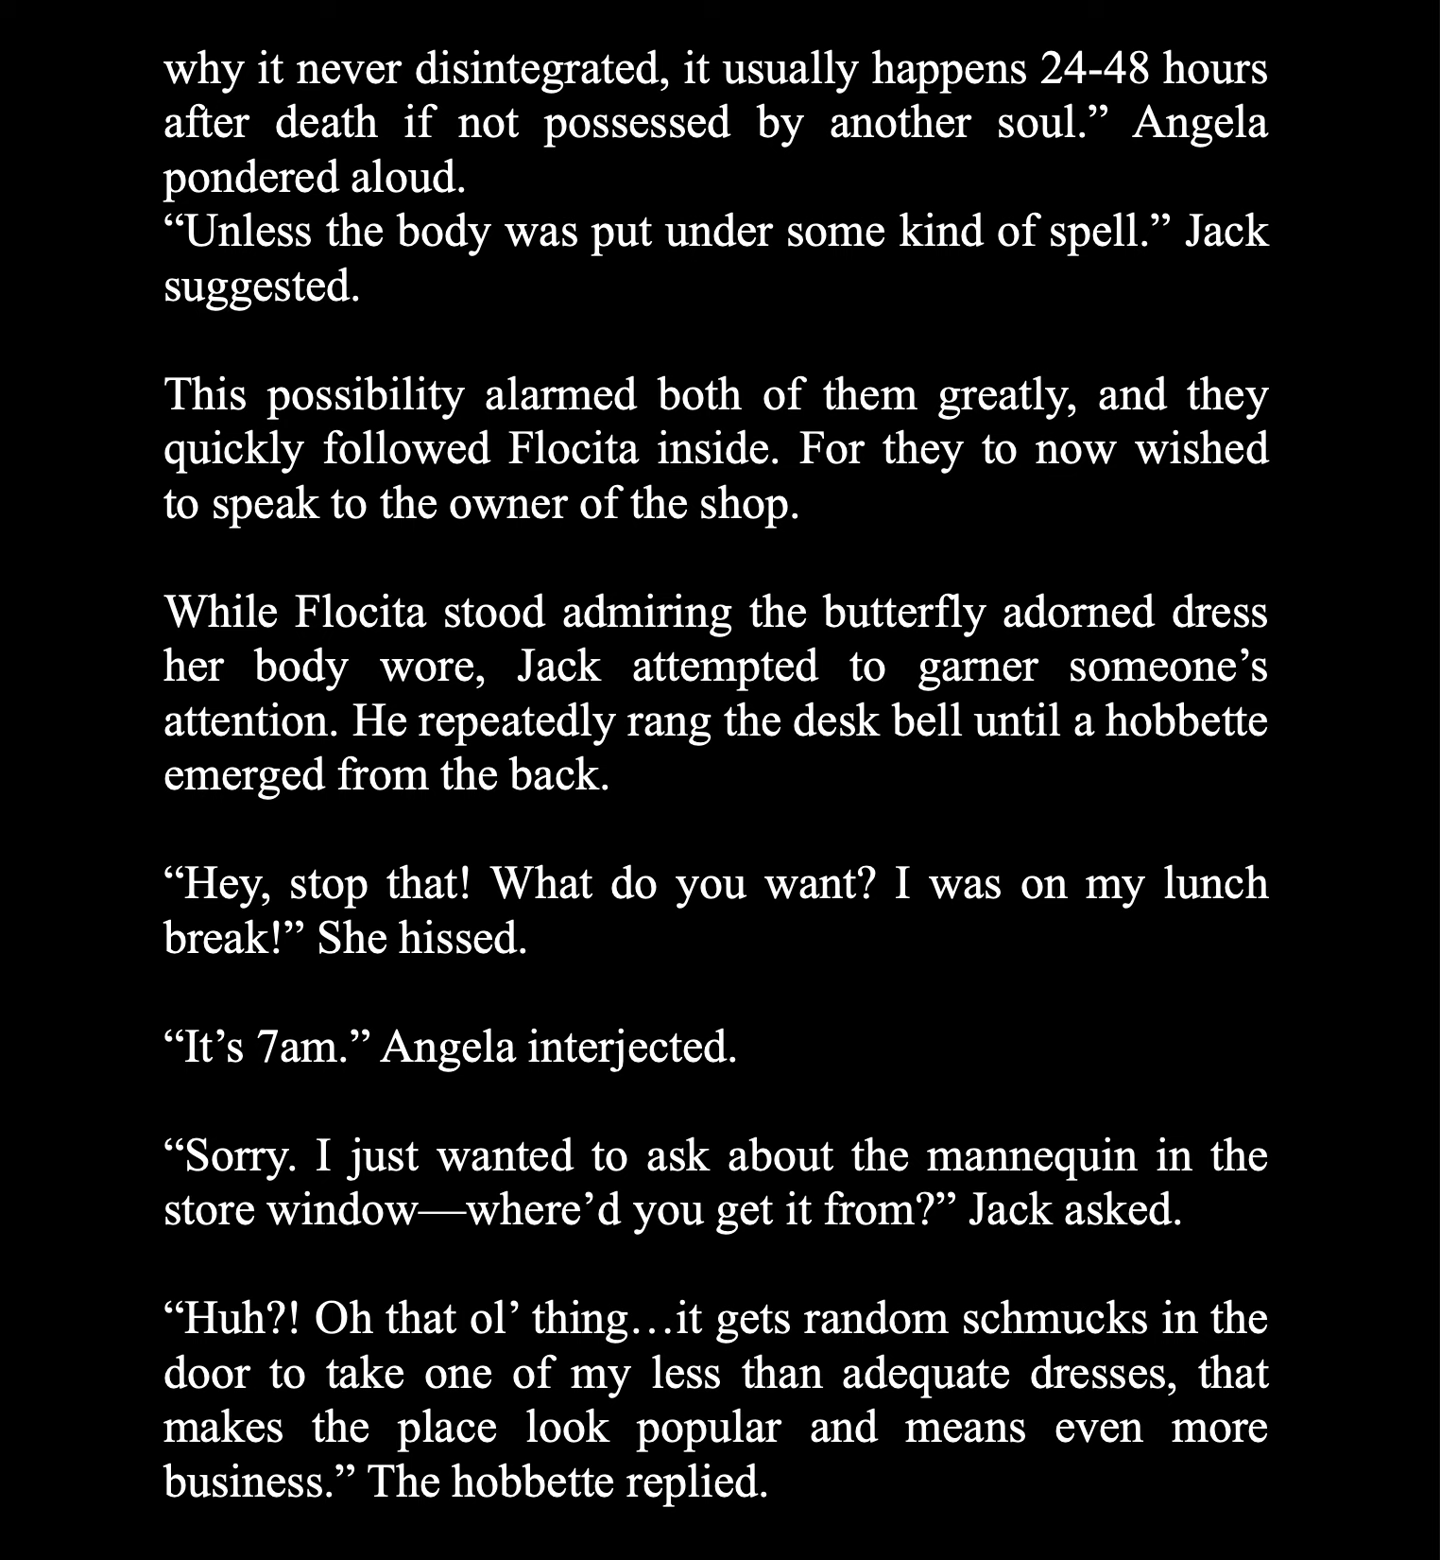 why it never disintegrated, it usually happens 24-48 hours
after death if not possessed by another soul.” Angela
pondered aloud.
“Unless the body was put under some kind of spell.” Jack
suggested.
This possibility alarmed both of them greatly, and they
quickly followed Flocita inside. For they to now wished
to speak to the owner of the shop.
While Flocita stood admiring the butterfly adorned dress
her body wore, Jack attempted to garner someone’s
attention. He repeatedly rang the desk bell until a hobbette
emerged from the back.
“Hey, stop that! What do you want? I was on my lunch
break!” She hissed.
“It’s 7am.” Angela interjected.
“Sorry. I just wanted to ask about the mannequin in the
store window—where’d you get it from?” Jack asked.
“Huh?! Oh that ol’ thing…it gets random schmucks in the
door to take one of my less than adequate dresses, that
makes the place look popular and means even more
business.” The hobbette replied.